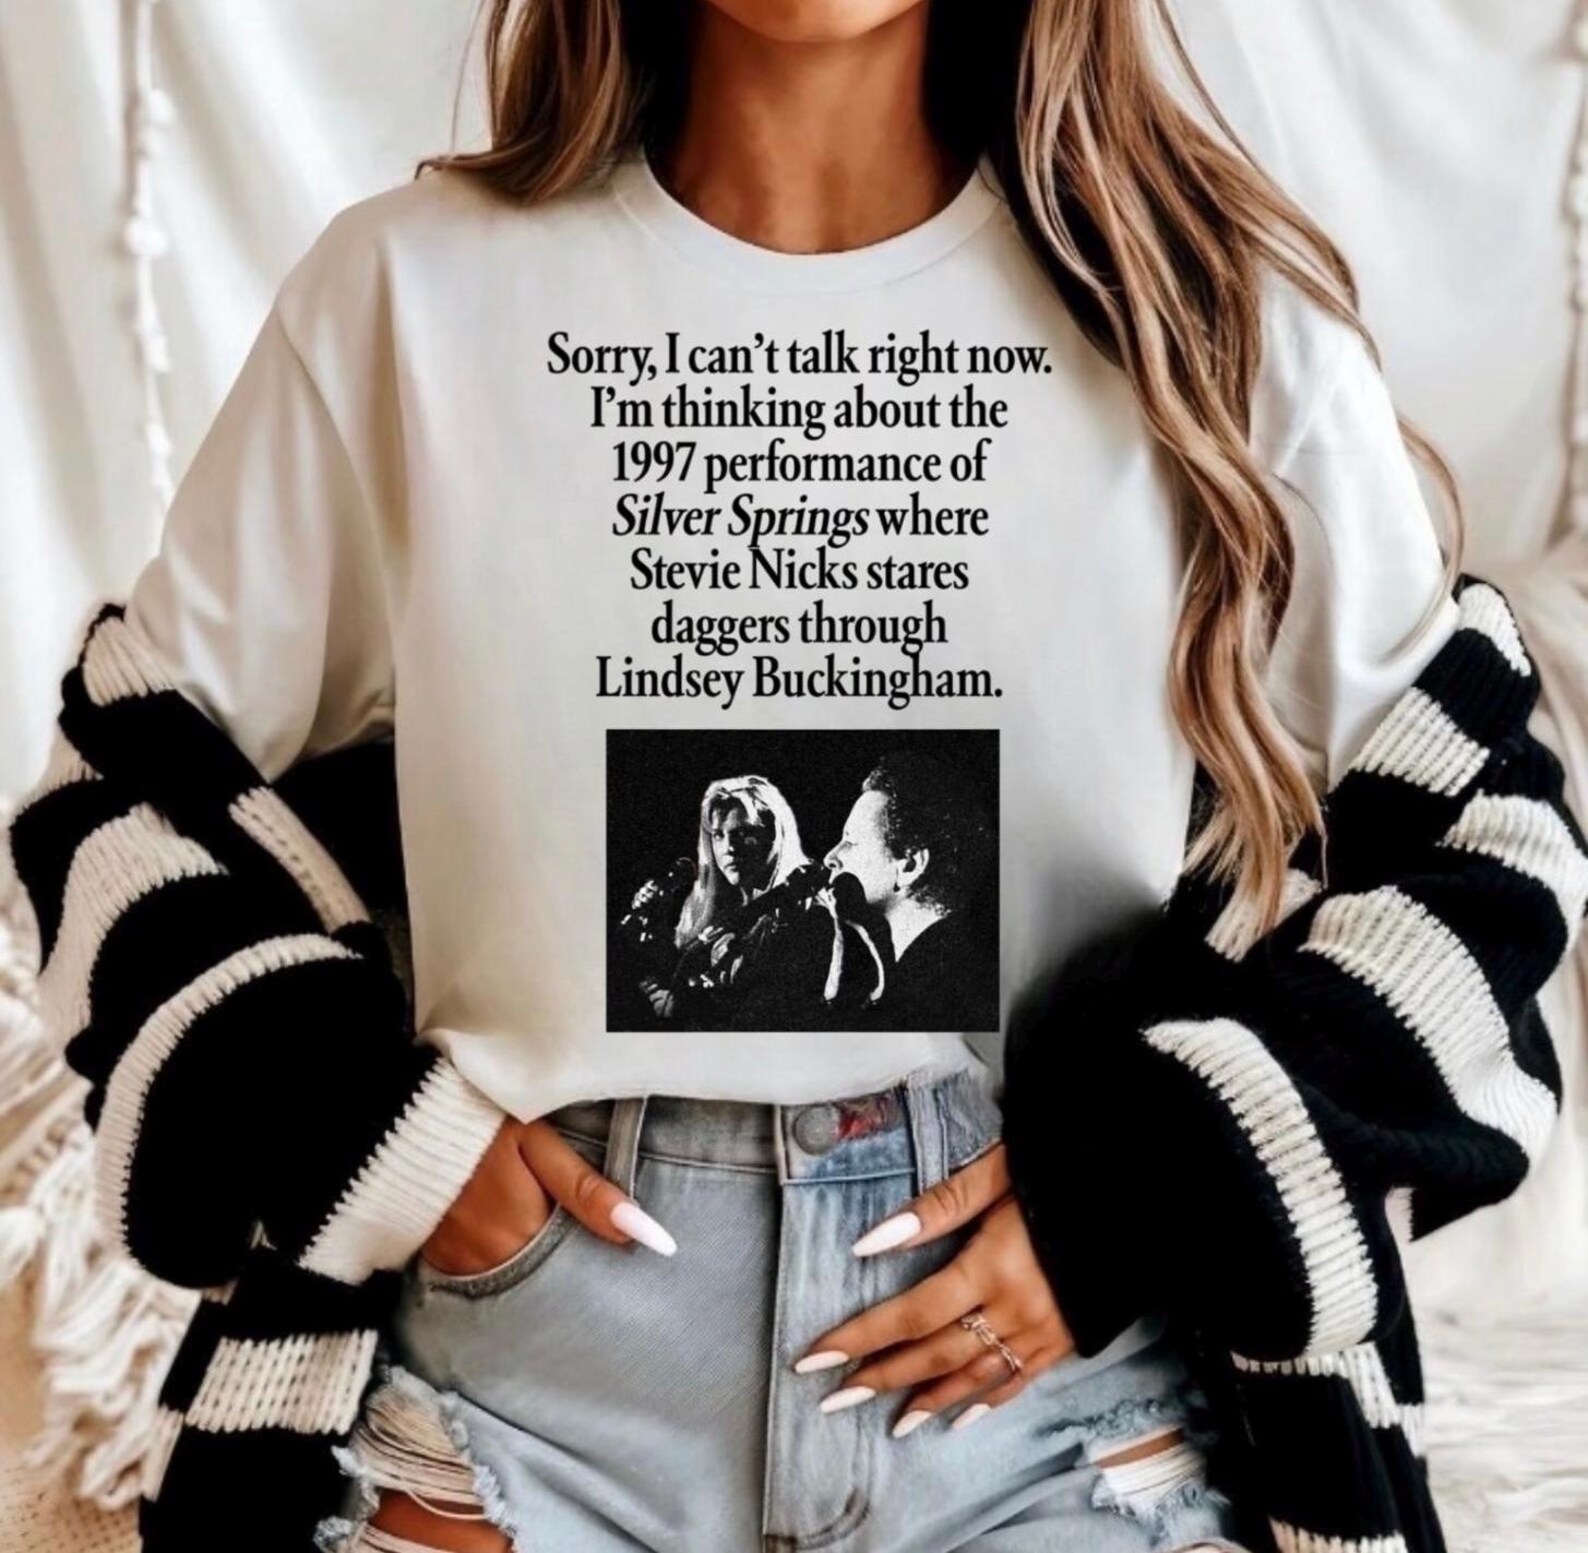 Sorry, I can’t talk right now.
I’m thinking about the
1997 performance of
Silver Springs where
Stevie Nicks stares
daggers through
Lindsey Buckingham.